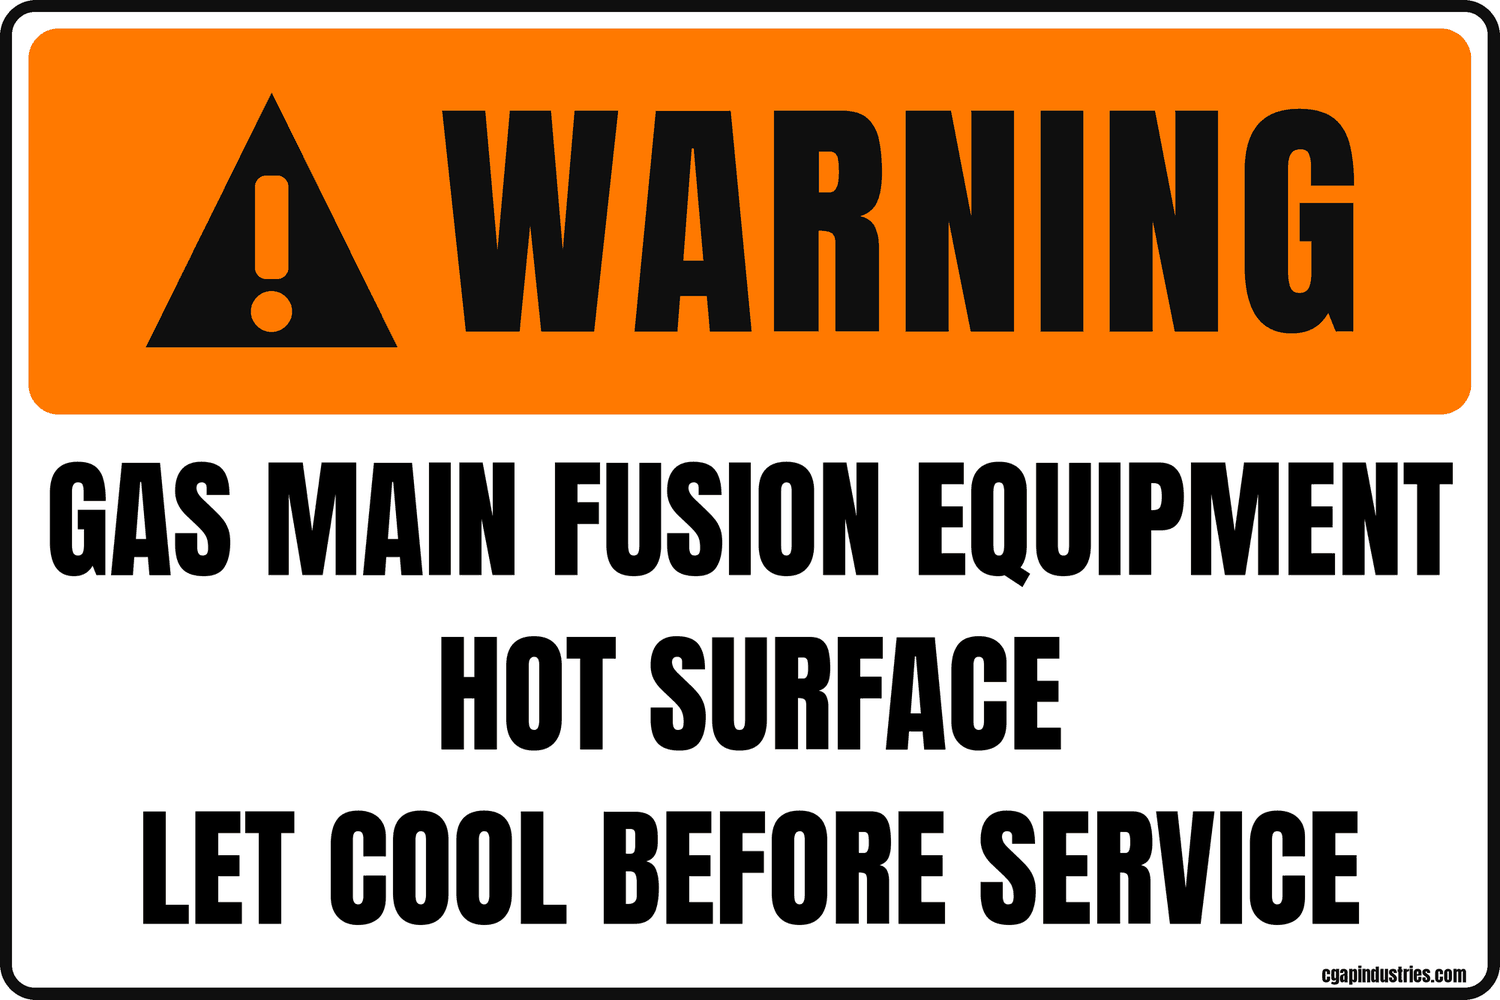 WARNING
GAS MAIN FUSION EQUIPMENT
HOT SURFACE
LET COOL BEFORE SERVICE
cgapindustries.com